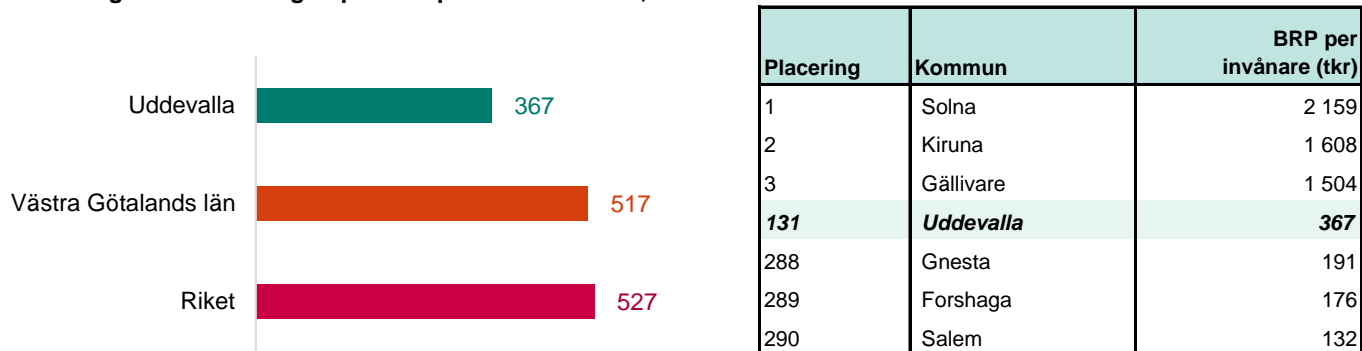 Uddevalla 367
Västra Götalands län 517
Riket 527
Placering Kommun BRP per invånare (tkr)
1 Solna 2 159
2 Kiruna 1 608
3 Gällivare 1 504
131 Uddevalla 367
288 Gnesta 191
289 Forshaga 176
290 Salem 132